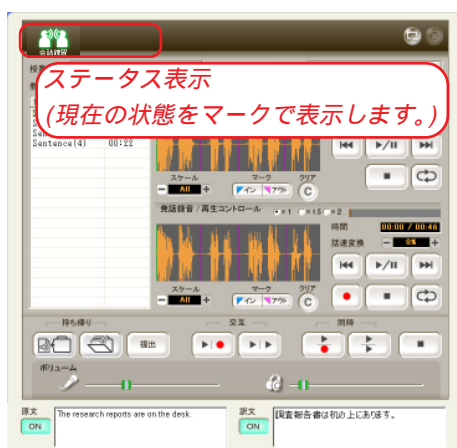 会話練習
ステータス表示
(現在の状態をマークで表示します。)
Sentence(4) 00:22
スケール マーク クリア
－ All ＋ イン アウト C
発話録音/再生コントロール ×1 ×1.5 ×2
時間 00:00 / 00:46
話速変換 － 0% ＋
スケール マーク クリア
－ All ＋ イン アウト C
持ち帰り 交互 同時
提出
ボリューム
原文 ON The research reports are on the desk.
訳文 ON 調査報告書は机の上にあります。